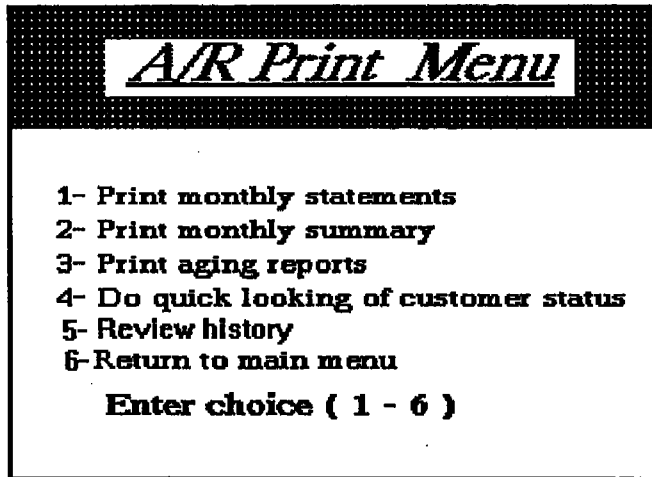 A/R Print Menu
1- Print monthly statements
2- Print monthly summary
3- Print aging reports
4- Do quick looking of customer status
5- Review history
6- Return to main menu
Enter choice ( 1 - 6 )